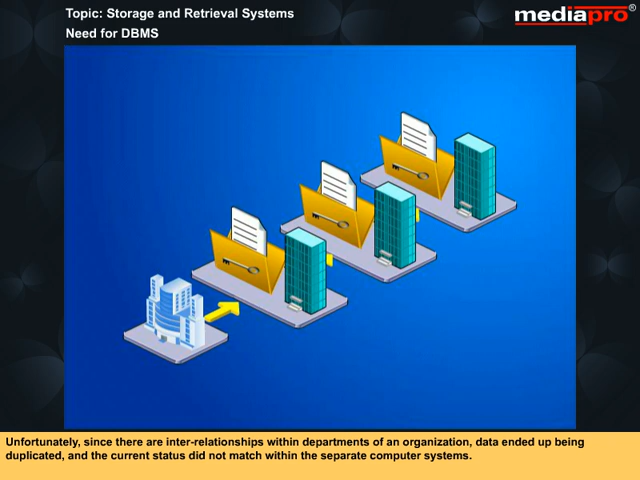 Topic: Storage and Retrieval Systems
mediapro®
Need for DBMS
Unfortunately, since there are inter-relationships within departments of an organization, data ended up being
duplicated, and the current status did not match within the separate computer systems.